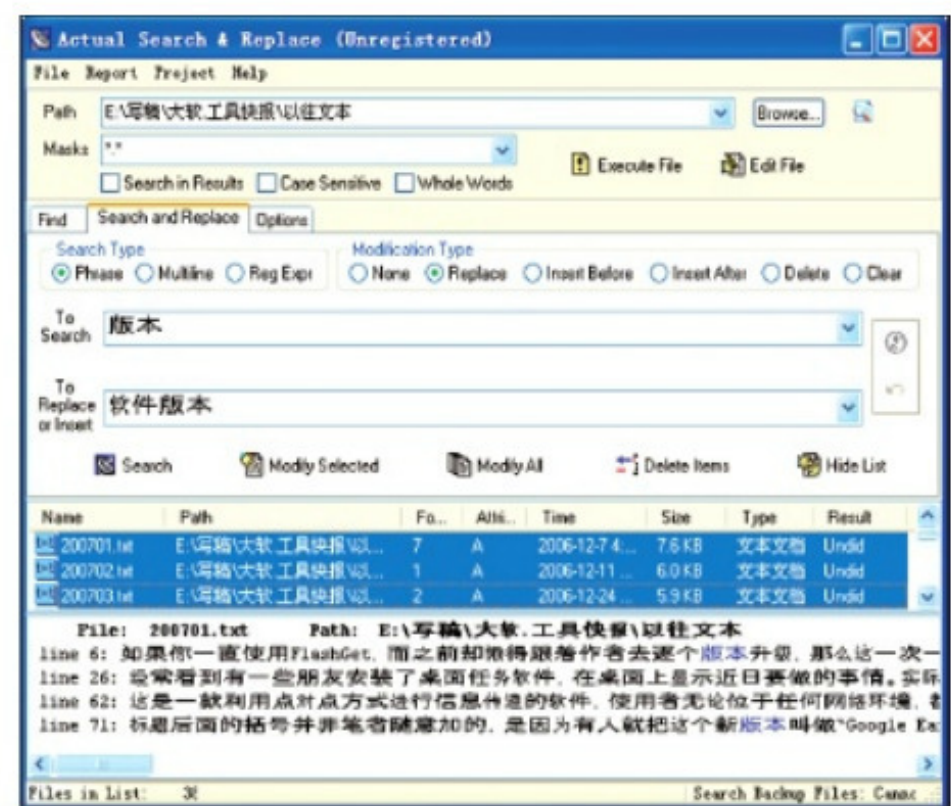 Actual Search & Replace (Unregistered)
File Report Project Help
Path E:\写稿\大软.工具快报\以往文本 Browse...
Masks *.*
Execute File Edit File
Search in Results Case Sensitive Whole Words
Find Search and Replace Options
Search Type Modification Type
Phrase Multiline Reg Expr None Replace Insert Before Insert After Delete Clear
To Search 版本
To Replace or Insert 软件版本
Search Modify Selected Modify All Delete Items Hide List
Name Path Fo... Attri... Time Size Type Result
200701.txt E:\写稿\大软.工具快报\以... 7 A 2006-12-7 4:... 7.6 KB 文本文档 Undid
200702.txt E:\写稿\大软.工具快报\以... 1 A 2006-12-11 ... 6.0 KB 文本文档 Undid
200703.txt E:\写稿\大软.工具快报\以... 2 A 2006-12-24 ... 5.9 KB 文本文档 Undid
File: 200701.txt Path: E:\写稿\大软.工具快报\以往文本
line 6: 如果你一直使用FlashGet, 而之前却懒得跟着作者去逐个版本升级, 那么这一次一
line 26: 经常看到有一些朋友安装了桌面任务软件, 在桌面上显示近日要做的事情。实际
line 62: 这是一款利用点对点方式进行信息传递的软件, 使用者无论位于任何网络环境,
line 71: 标题后面的括号并非笔者随意加的, 是因为有人就把这个新版本叫做"Google Ea
Files in List: Search Backup Files: